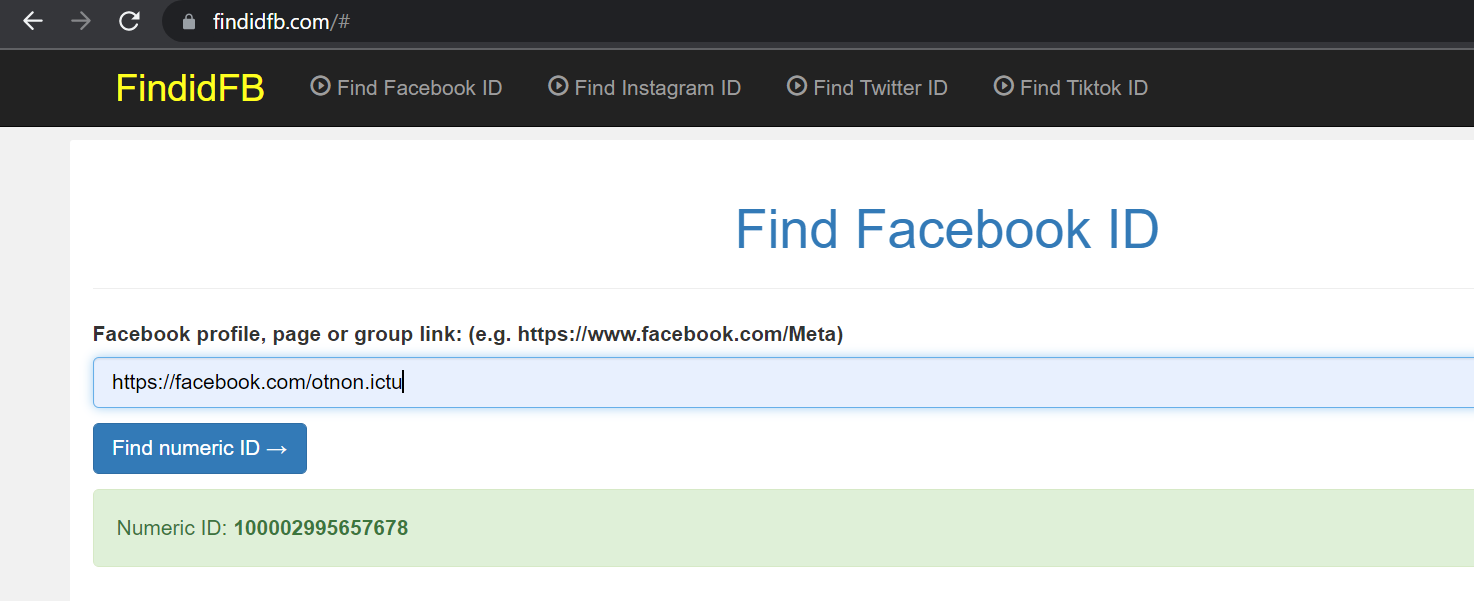 findidfb.com/#
FindidFB Find Facebook ID Find Instagram ID Find Twitter ID Find Tiktok ID
Find Facebook ID
Facebook profile, page or group link: (e.g. https://www.facebook.com/Meta)
https://facebook.com/otnon.ictu
Find numeric ID →
Numeric ID: 100002995657678